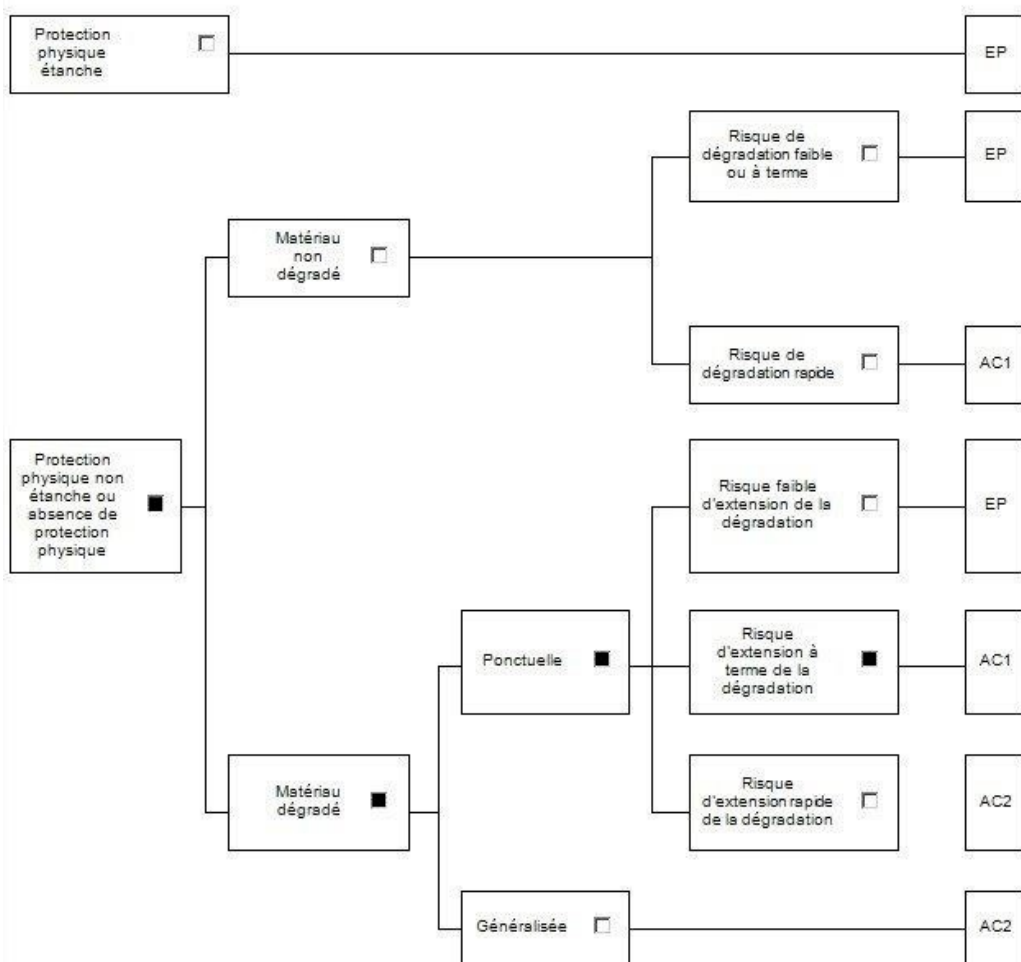 Protection
physique
étanche
EP
Risque de
dégradation faible
ou à terme
EP
Matériau
non
dégradé
Risque de
dégradation rapide
AC1
Protection
physique non
étanche ou
absence de
protection
physique
Risque faible
d'extension de la
dégradation
EP
Ponctuelle
Risque
d'extension à
terme de la
dégradation
AC1
Matériau
dégradé
Risque
d'extension rapide
de la dégradation
AC2
Généralisée
AC2